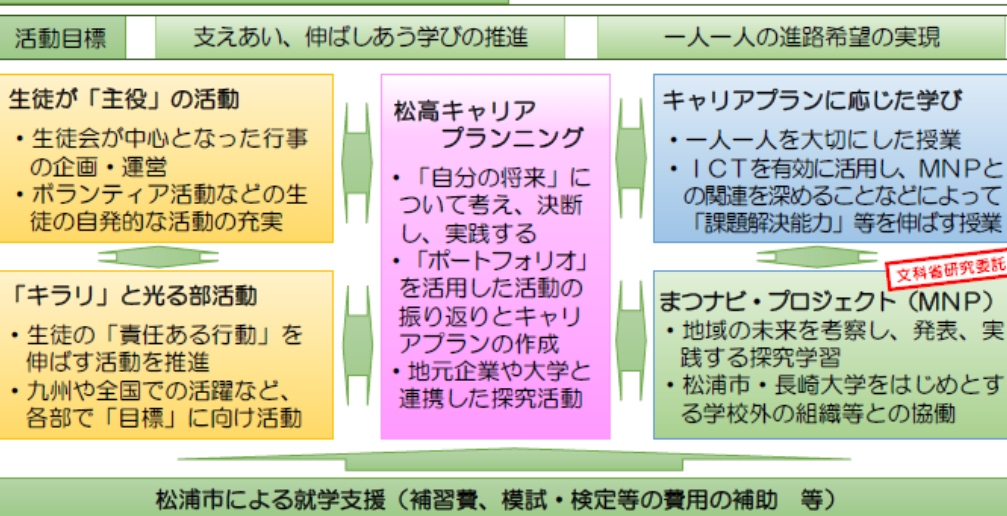 活動目標
支えあい、伸ばしあう学びの推進
一人一人の進路希望の実現
生徒が「主役」の活動
・生徒会が中心となった行事
の企画・運営
・ボランティア活動などの生
徒の自発的な活動の充実
「キラリ」と光る部活動
・生徒の「責任ある行動」を
伸ばす活動を推進
・九州や全国での活躍など、
各部で「目標」に向け活動
松高キャリア
プランニング
・「自分の将来」に
ついて考え、決断
し、実践する
・「ポートフォリオ」
を活用した活動の
振り返りとキャリ
アプランの作成
・地元企業や大学と
連携した探究活動
キャリアプランに応じた学び
・一人一人を大切にした授業
・ＩＣＴを有効に活用し、ＭＮＰと
の関連を深めることなどによって
「課題解決能力」等を伸ばす授業
文科省研究委託
まつナビ・プロジェクト（ＭＮＰ）
・地域の未来を考察し、発表、実
践する探究学習
・松浦市・長崎大学をはじめとす
る学校外の組織等との協働
松浦市による就学支援（補習費、模試・検定等の費用の補助　等）